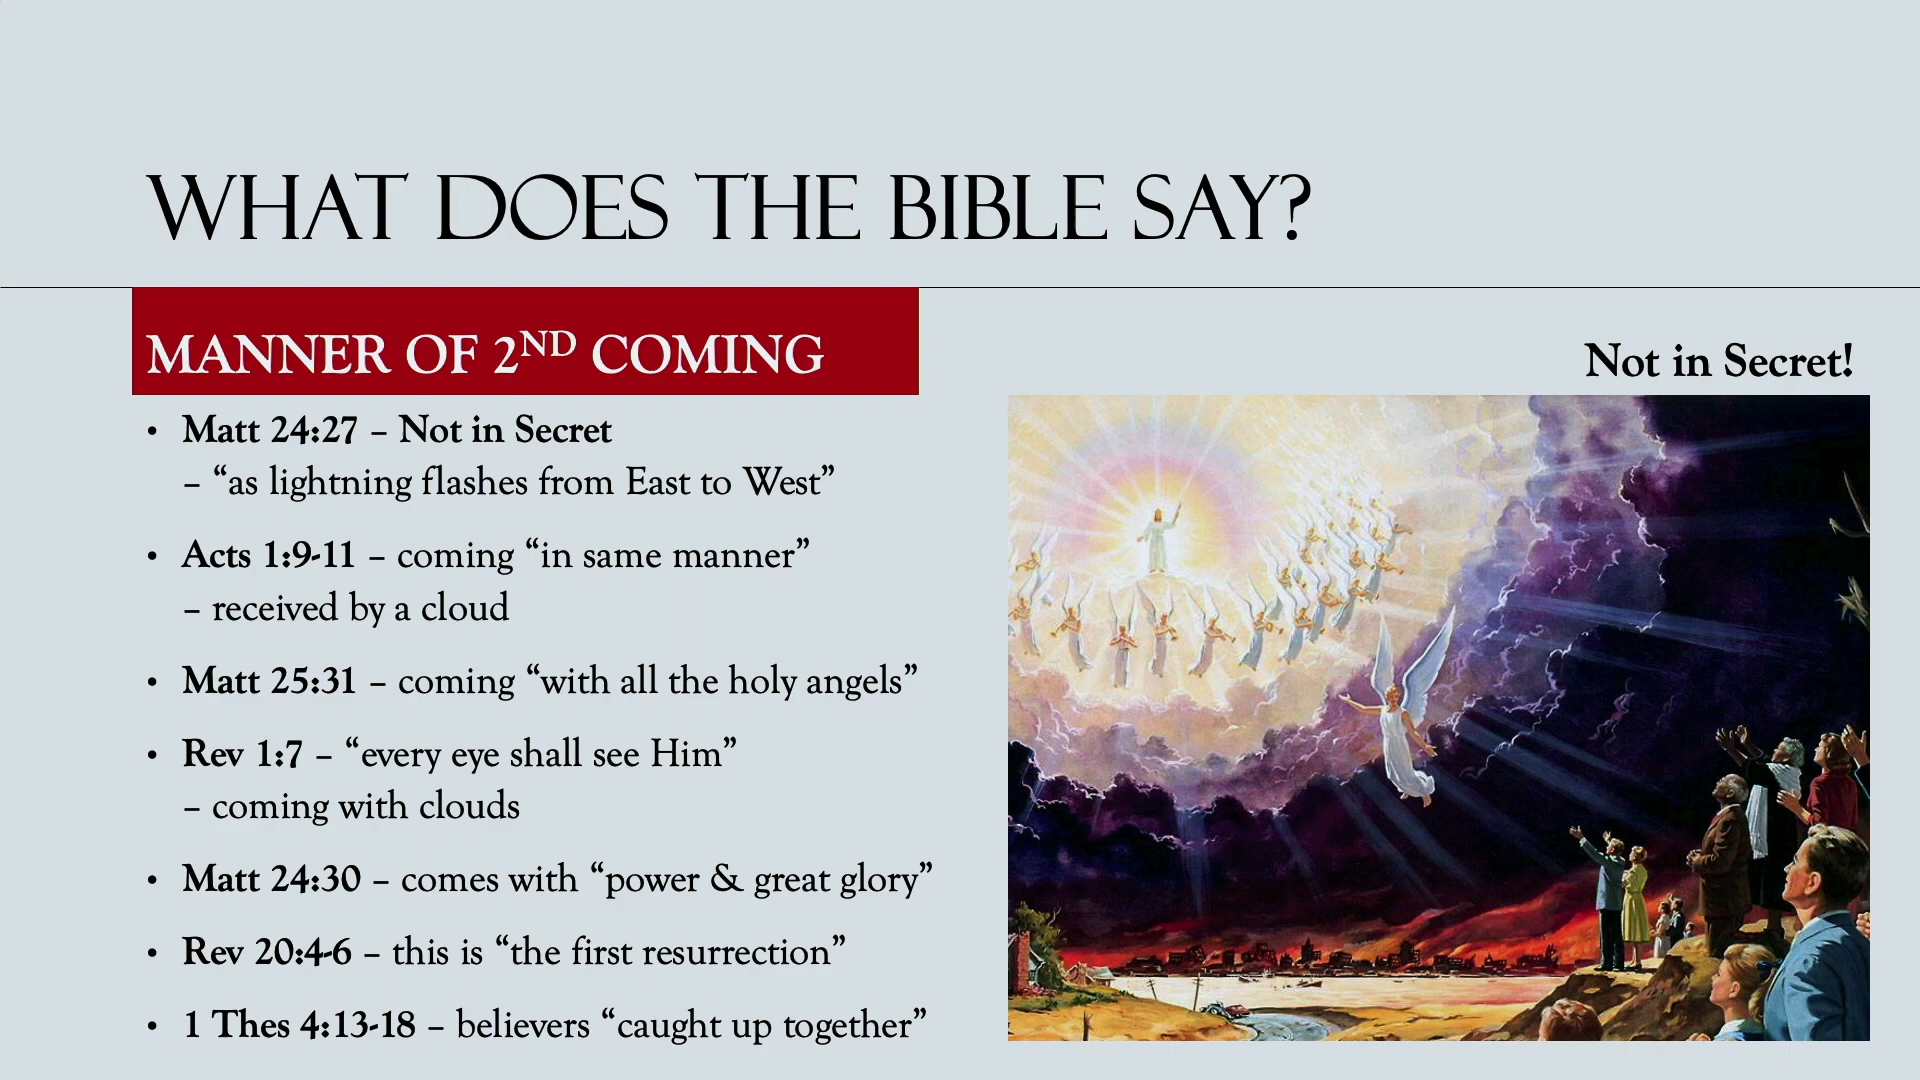 WHAT DOES THE BIBLE SAY?
MANNER OF 2ND COMING
Not in Secret!
• Matt 24:27 – Not in Secret
– “as lightning flashes from East to West”
• Acts 1:9-11 – coming “in same manner”
– received by a cloud
• Matt 25:31 – coming “with all the holy angels”
• Rev 1:7 – “every eye shall see Him”
– coming with clouds
• Matt 24:30 – comes with “power & great glory”
• Rev 20:4-6 – this is “the first resurrection”
• 1 Thes 4:13-18 – believers “caught up together”